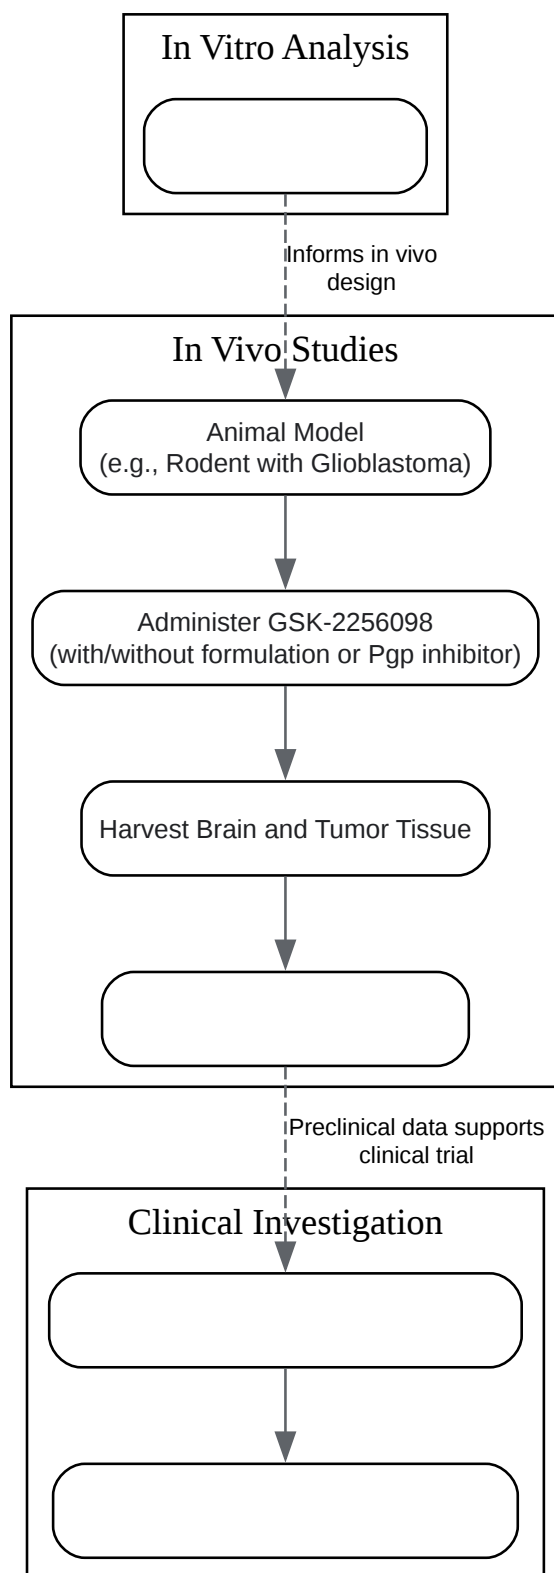 In Vitro Analysis
Informs in vivo
design
In Vivo Studies
Animal Model
(e.g., Rodent with Glioblastoma)
Administer GSK-2256098
(with/without formulation or Pgp inhibitor)
Harvest Brain and Tumor Tissue
Preclinical data supports
clinical trial
Clinical Investigation